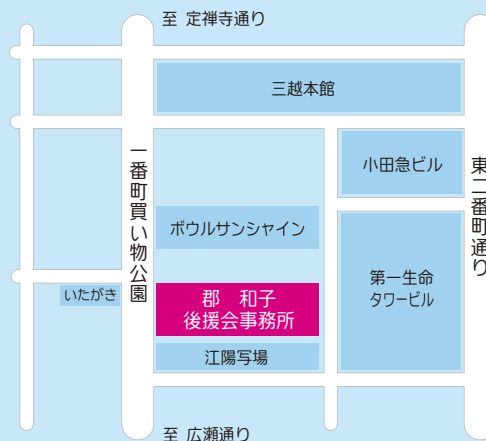 至 定禅寺通り
三越本館
小田急ビル
一番町買い物公園
東二番町通り
ボウルサンシャイン
第一生命
タワービル
いたがき
郡 和子
後援会事務所
江陽写場
至 広瀬通り